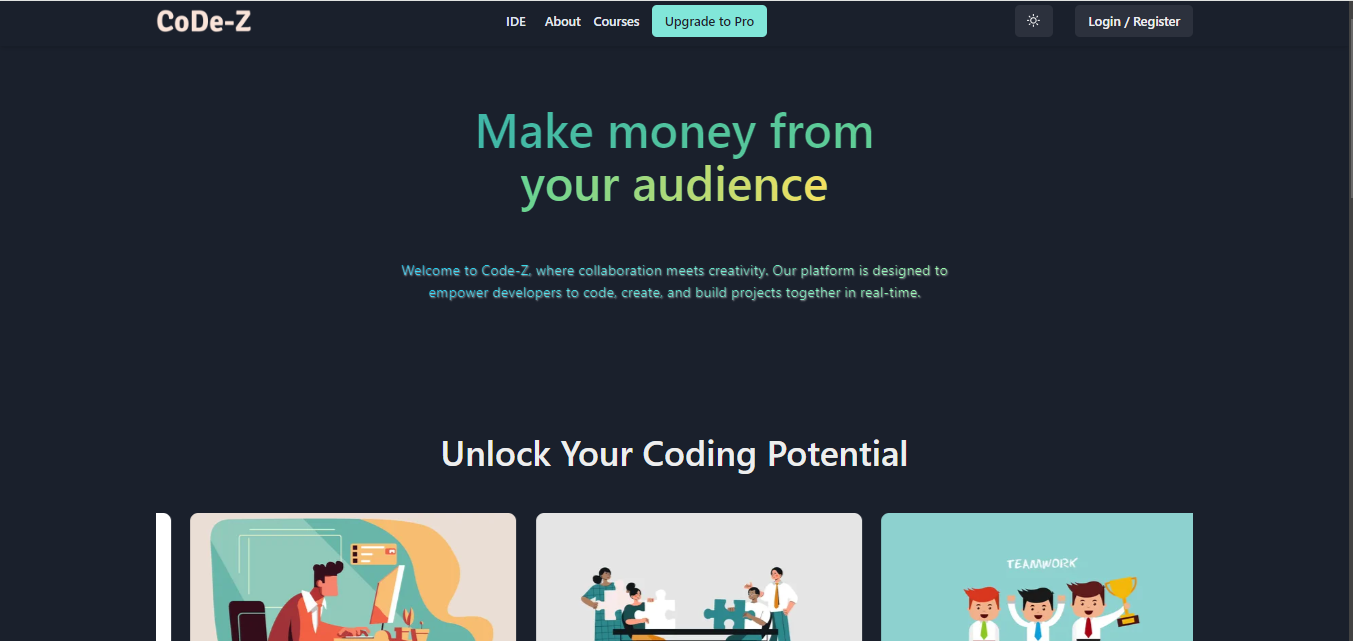 CoDe-Z
IDE About Courses Upgrade to Pro
Login / Register
Make money from
your audience
Welcome to Code-Z, where collaboration meets creativity. Our platform is designed to
empower developers to code, create, and build projects together in real-time.
Unlock Your Coding Potential
TEAMWORK